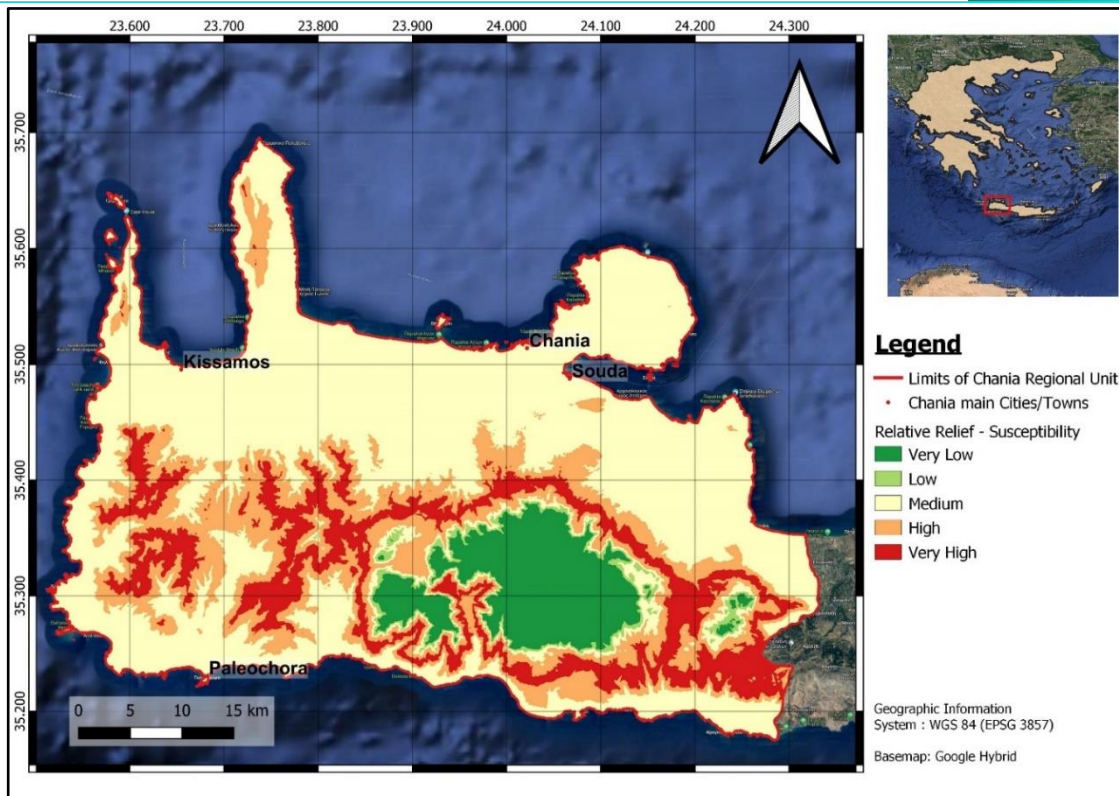 23.600 23.700 23.800 23.900 24.000 24.100 24.200 24.300
35.700
35.600
35.500
35.400
35.300
35.200
Kissamos
Chania
Souda
Paleochora
0 5 10 15 km
Legend
Limits of Chania Regional Unit
Chania main Cities/Towns
Relative Relief - Susceptibility
Very Low
Low
Medium
High
Very High
Geographic Information
System : WGS 84 (EPSG 3857)
Basemap: Google Hybrid